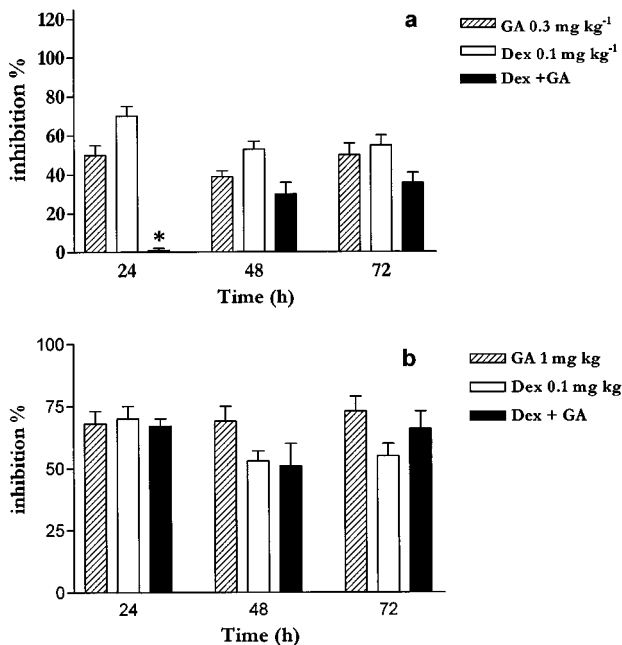 a
GA 0.3 mg kg⁻¹
Dex 0.1 mg kg⁻¹
Dex +GA
inhibition %
120
100
80
60
40
20
0
*
24 48 72
Time (h)
b
GA 1 mg kg
Dex 0.1 mg kg
Dex + GA
inhibition %
100
75
50
25
0
24 48 72
Time (h)